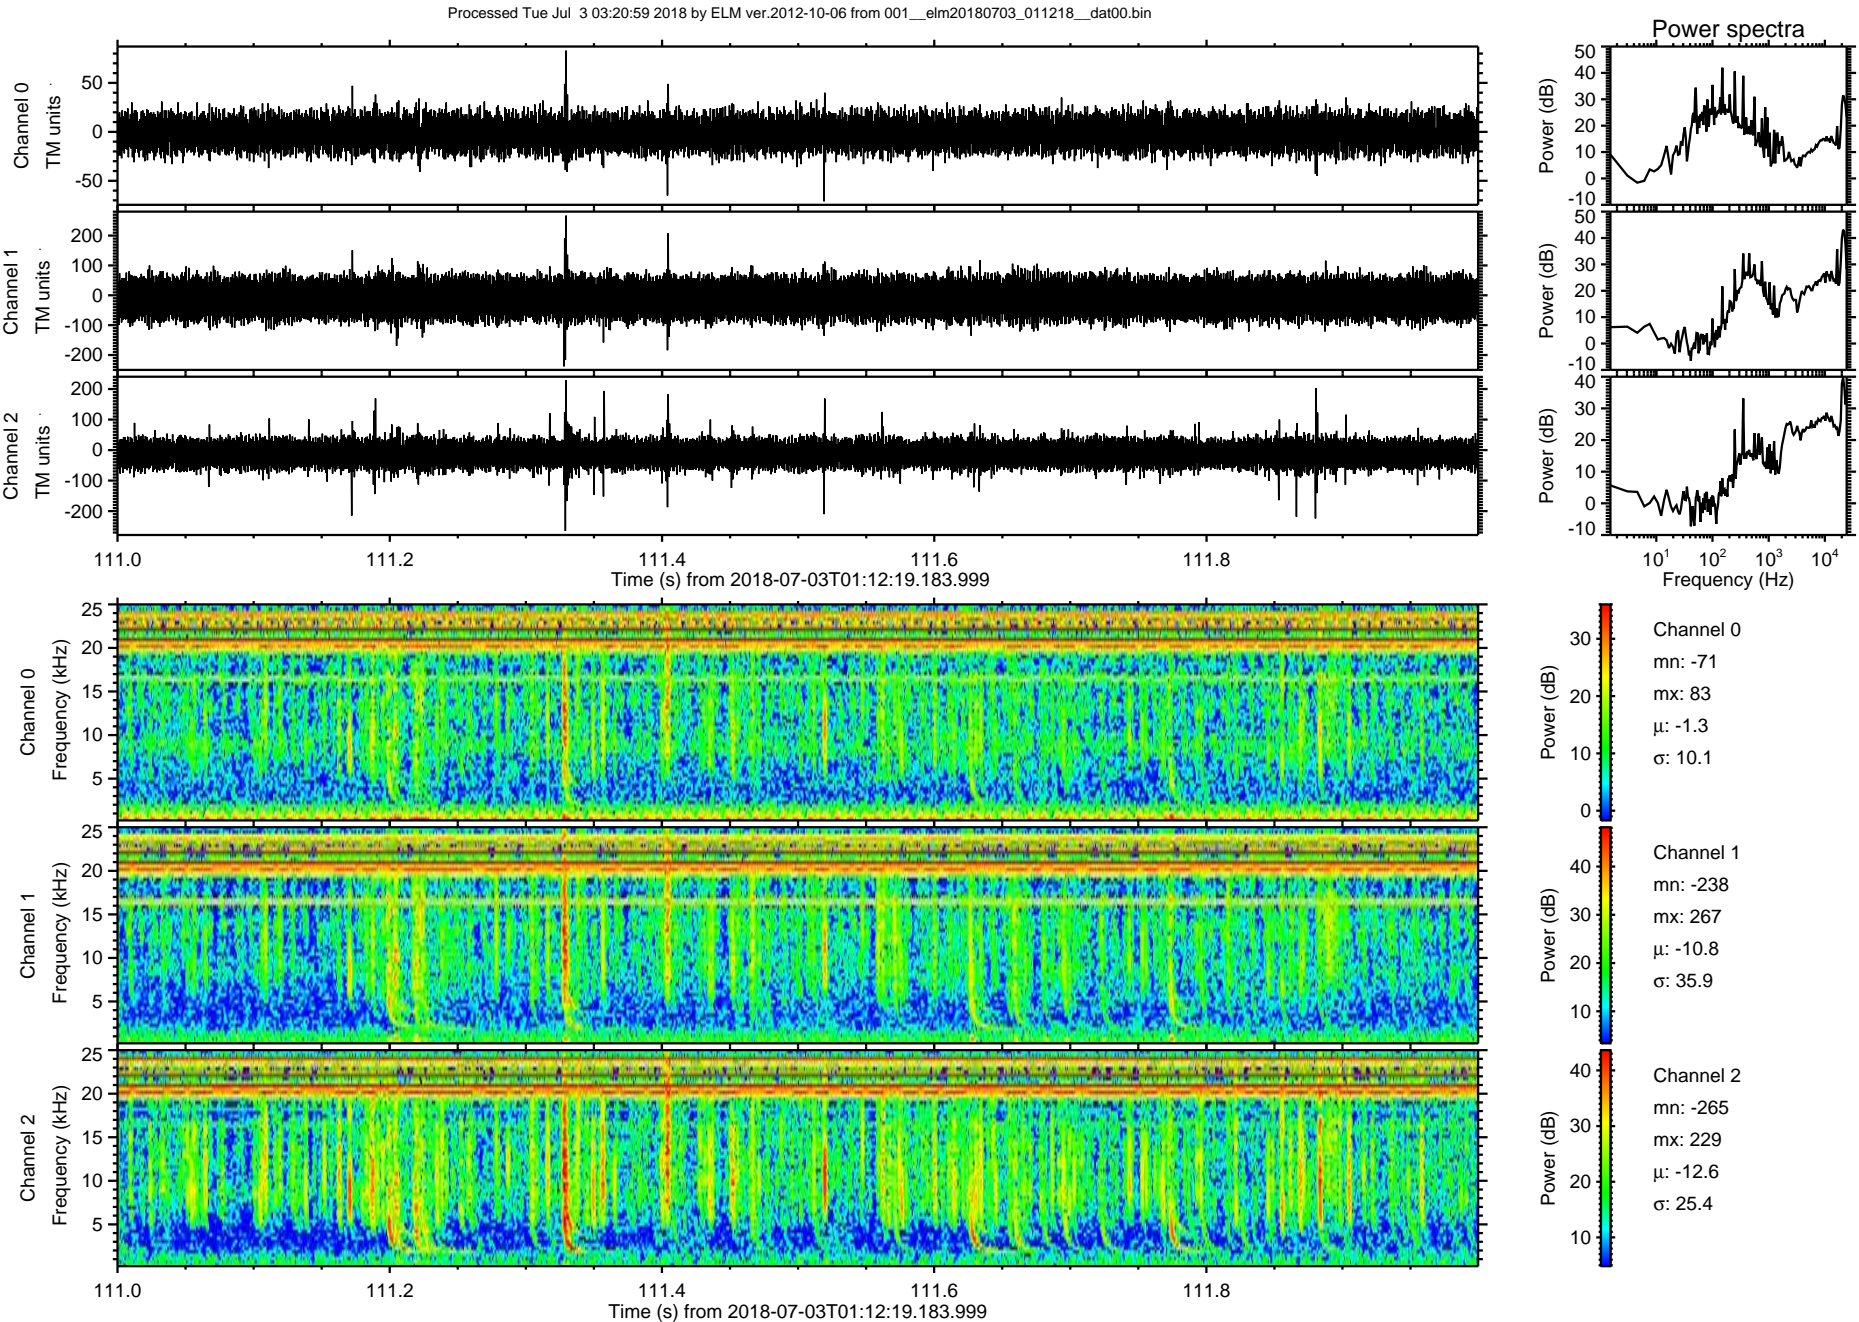 Processed Tue Jul 3 03:20:59 2018 by ELM ver.2012-10-06 from 001__elm20180703_011218__dat00.bin
Power spectra
Channel 0
TM units
50
0
-50
Power (dB)
50
40
30
20
10
0
-10
Channel 1
TM units
200
100
0
-100
-200
Power (dB)
50
40
30
20
10
0
-10
Channel 2
TM units
200
100
0
-100
-200
Power (dB)
40
30
20
10
0
-10
111.0 111.2 111.4 111.6 111.8
Time (s) from 2018-07-03T01:12:19.183.999
10¹ 10² 10³ 10⁴
Frequency (Hz)
Channel 0
Frequency (kHz)
25
20
15
10
5
Power (dB)
30
20
10
0
Channel 0
mn: -71
mx: 83
μ: -1.3
σ: 10.1
Channel 1
Frequency (kHz)
25
20
15
10
5
Power (dB)
40
30
20
10
Channel 1
mn: -238
mx: 267
μ: -10.8
σ: 35.9
Channel 2
Frequency (kHz)
25
20
15
10
5
Power (dB)
40
30
20
10
Channel 2
mn: -265
mx: 229
μ: -12.6
σ: 25.4
111.0 111.2 111.4 111.6 111.8
Time (s) from 2018-07-03T01:12:19.183.999